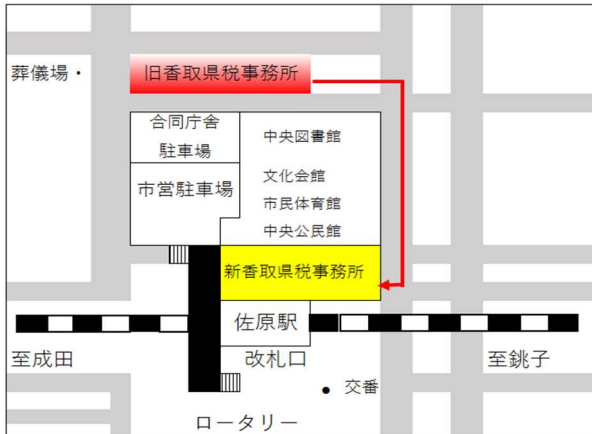 葬儀場・
旧香取県税事務所
合同庁舎
駐車場
中央図書館
市営駐車場
文化会館
市民体育館
中央公民館
新香取県税事務所
佐原駅
至成田
改札口
至銚子
● 交番
ロータリー